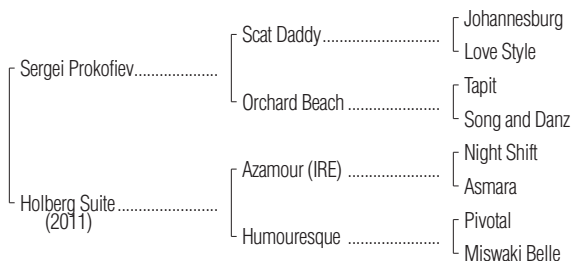 Johannesburg
Scat Daddy
Love Style
Sergei Prokofiev
Tapit
Orchard Beach
Song and Danz
Night Shift
Azamour (IRE)
Asmara
Holberg Suite
(2011)
Pivotal
Humouresque
Miswaki Belle